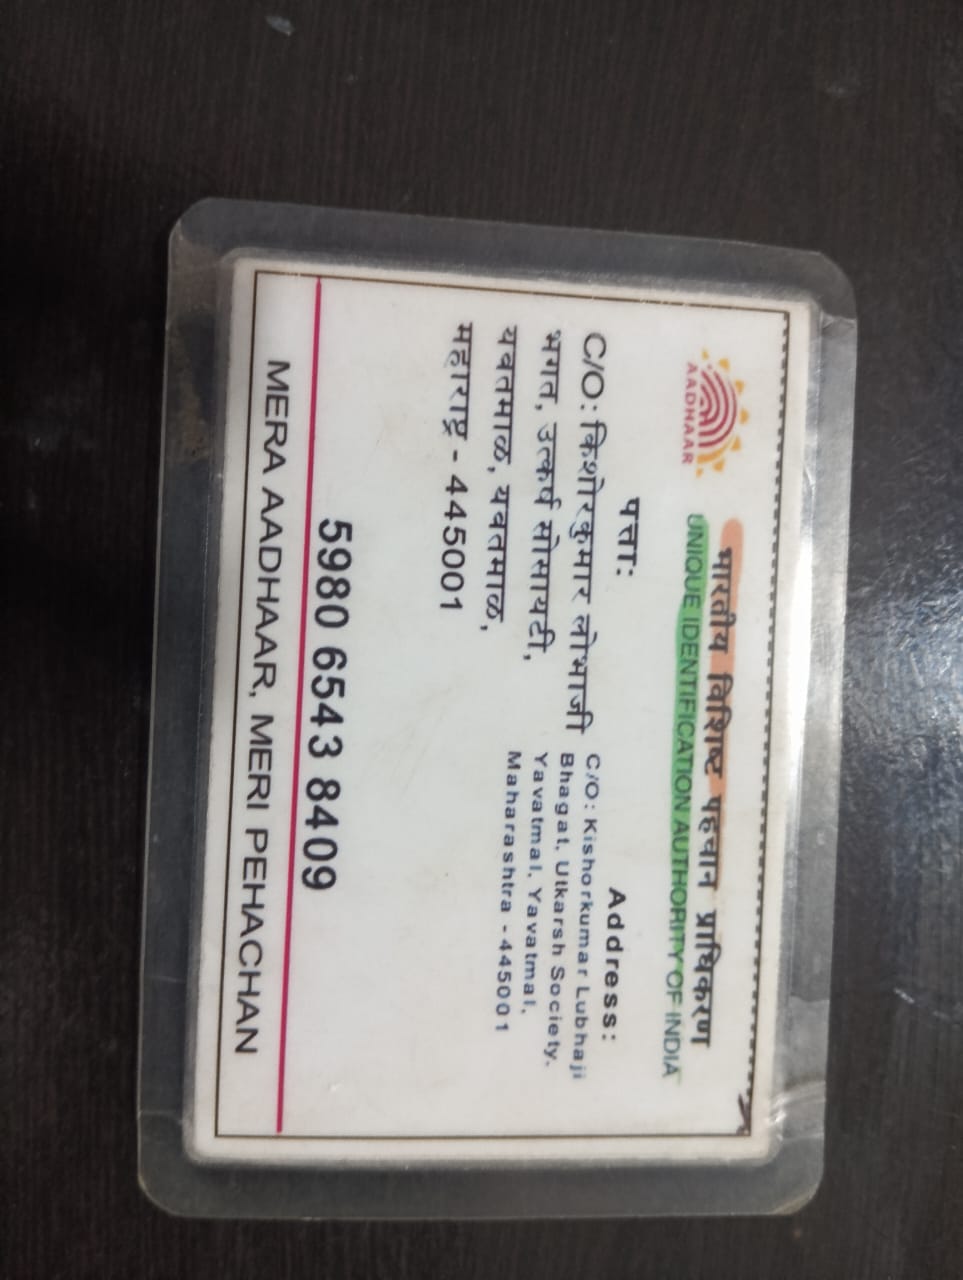 भारतीय विशिष्ट पहचान प्राधिकरण
UNIQUE IDENTIFICATION AUTHORITY OF INDIA
AADHAAR
पत्ता:
C/O: किशोरकुमार लोभाजी
भगत, उत्कर्ष सोसायटी,
यवतमाळ, यवतमाळ,
महाराष्ट्र - 445001
Address:
C/O: Kishorkumar Lubhaji
Bhagat, Utkarsh Society,
Yavatmal, Yavatmal,
Maharashtra - 445001
5980 6543 8409
MERA AADHAAR, MERI PEHACHAN